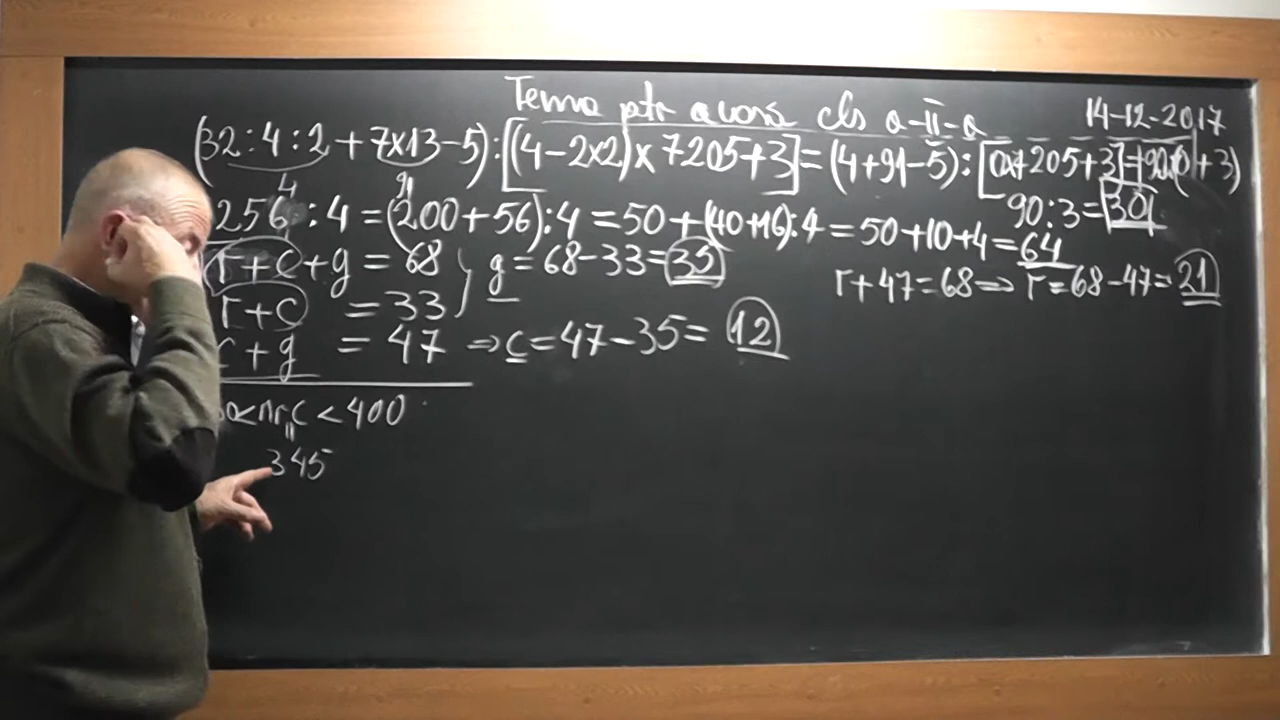 Tema ptr acasă cls a-II-a
14-12-2017
(32:4:2+7x13-5):[(4-2x2)x7205+3]=(4+91-5):[0x7205+3]=90:(0+3)
4 91
90:3=30
256:4=(200+56):4=50+(40+16):4=50+10+4=64
r+c+g=68 g=68-33=35
r+47=68⇒r=68-47=21
r+c =33
c+g =47 ⇒c=47-35=12
<nr,c<400
345